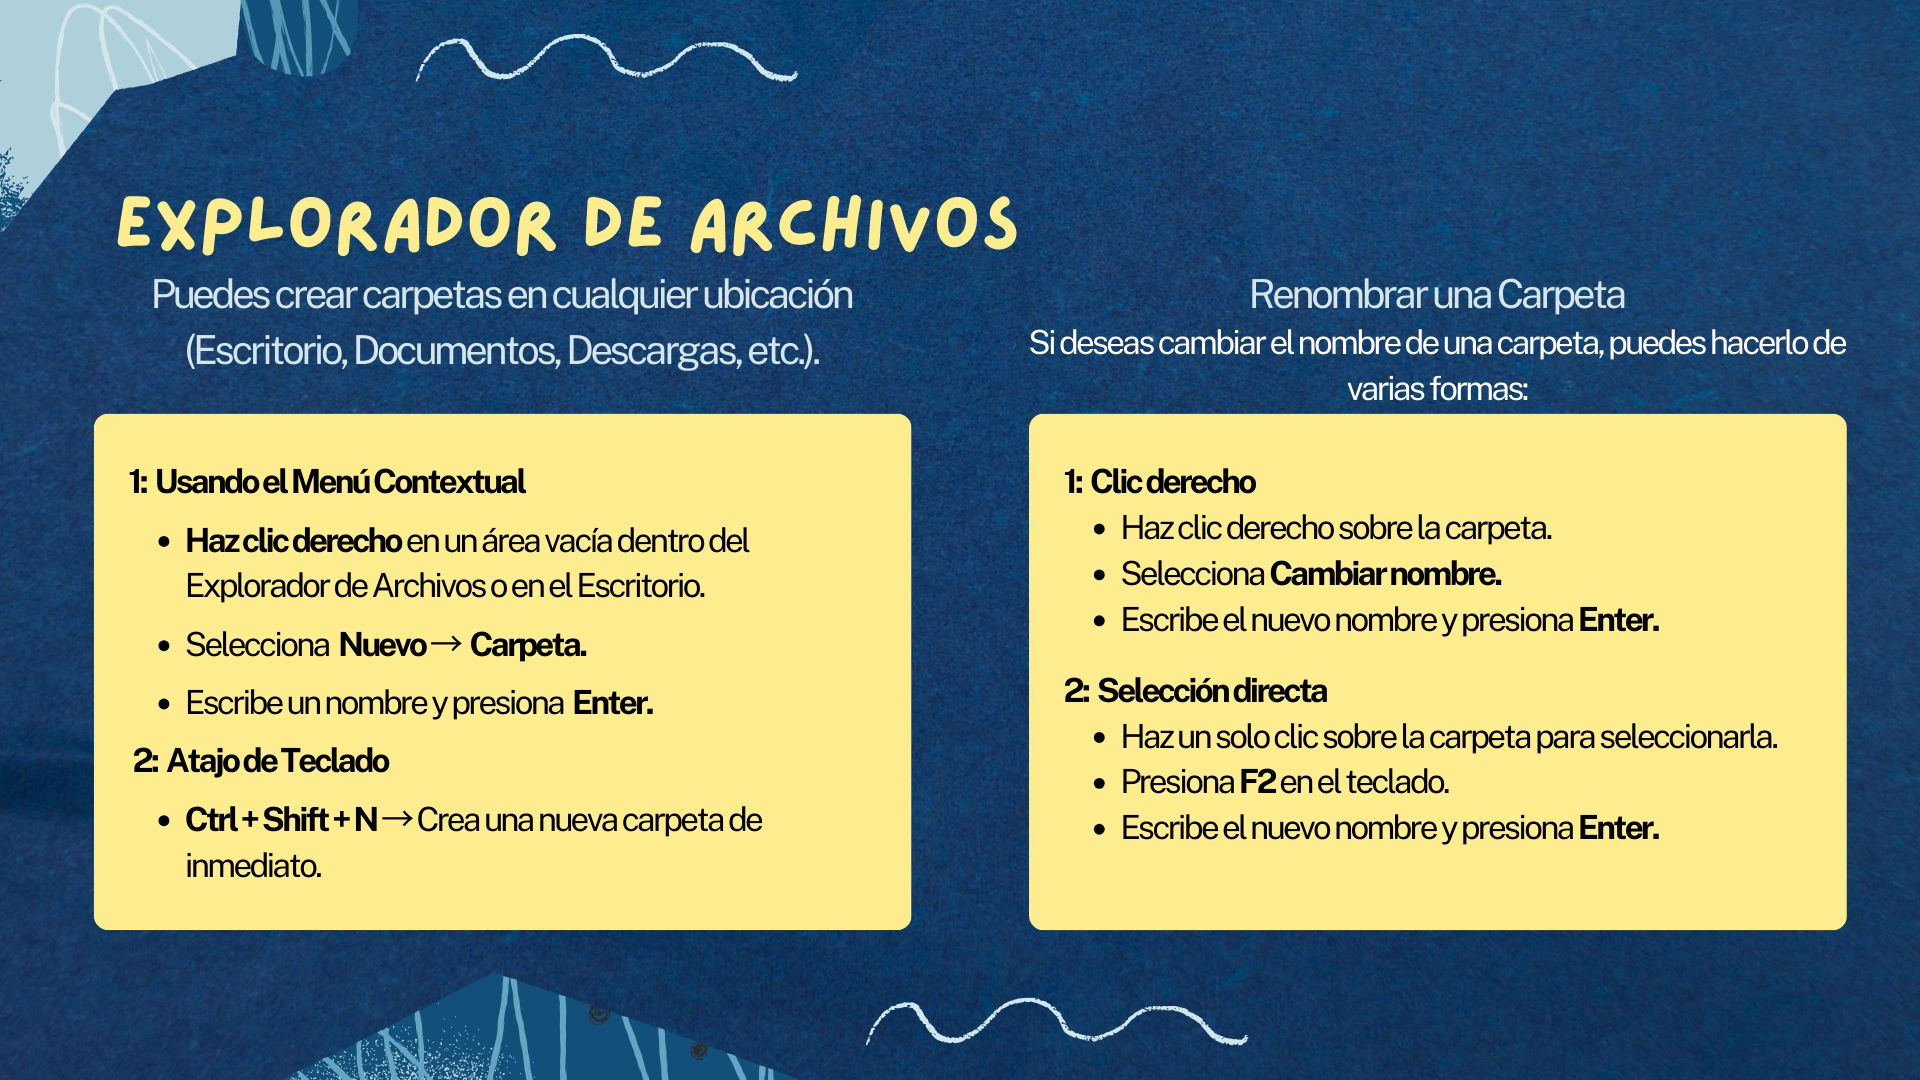 EXPLORADOR DE ARCHIVOS
Puedes crear carpetas en cualquier ubicación
(Escritorio, Documentos, Descargas, etc.).
1: Usando el Menú Contextual
• Haz clic derecho en un área vacía dentro del
Explorador de Archivos o en el Escritorio.
• Selecciona Nuevo → Carpeta.
• Escribe un nombre y presiona Enter.
2: Atajo de Teclado
• Ctrl + Shift + N → Crea una nueva carpeta de
inmediato.
Renombrar una Carpeta
Si deseas cambiar el nombre de una carpeta, puedes hacerlo de
varias formas:
1: Clic derecho
• Haz clic derecho sobre la carpeta.
• Selecciona Cambiar nombre.
• Escribe el nuevo nombre y presiona Enter.
2: Selección directa
• Haz un solo clic sobre la carpeta para seleccionarla.
• Presiona F2 en el teclado.
• Escribe el nuevo nombre y presiona Enter.